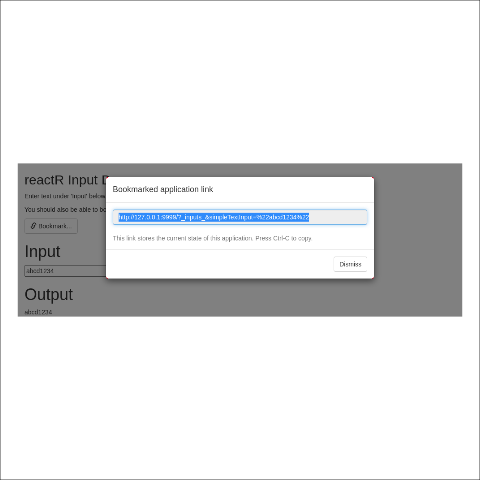 reactR Input D
Enter text under "Input" below
You should also be able to bo
Bookmark...
Input
abcd1234
Output
abcd1234
Bookmarked application link
http://127.0.0.1:9999/?_inputs_&simpleTextInput=%22abcd1234%22
This link stores the current state of this application. Press Ctrl-C to copy
Dismiss